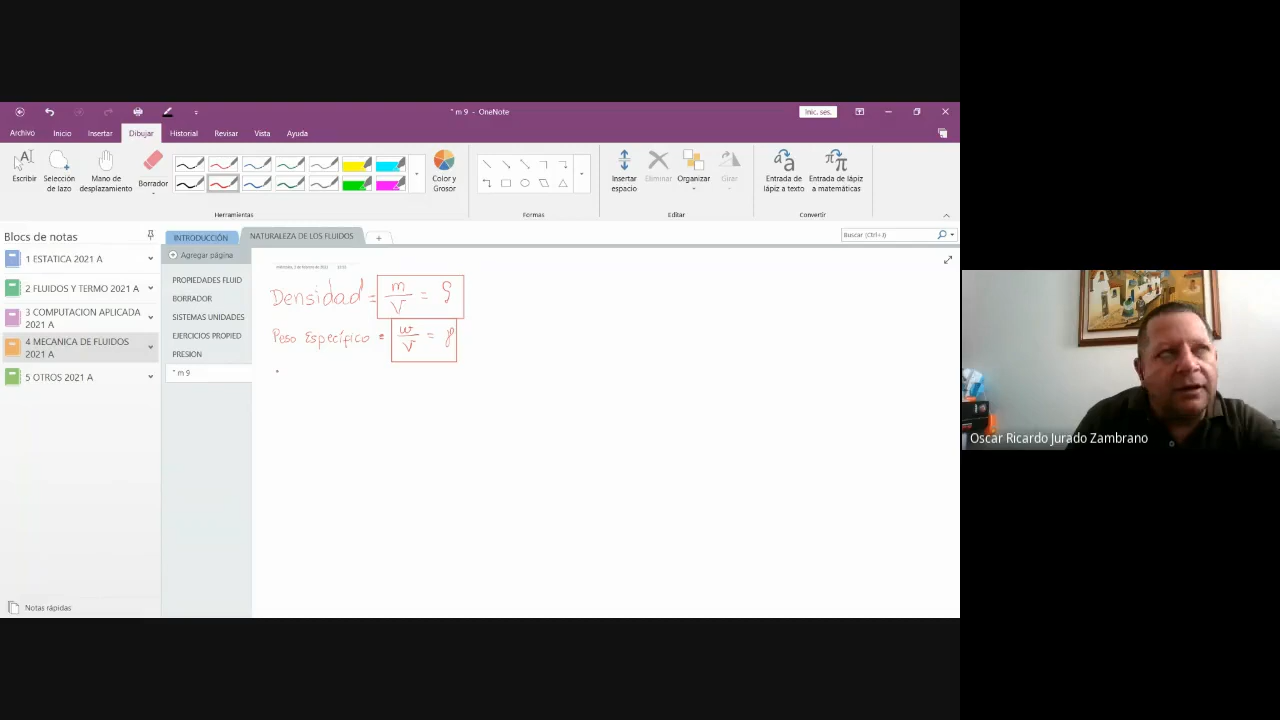 " m 9 - OneNote
Inic. ses.
Archivo Inicio Insertar Dibujar Historial Revisar Vista Ayuda
Escribir
Selección de lazo
Mano de desplazamiento
Borrador
Color y Grosor
Insertar espacio
Eliminar
Organizar
Girar
Entrada de lápiz a texto
Entrada de lápiz a matemáticas
Herramientas
Formas
Editar
Convertir
Blocs de notas
INTRODUCCIÓN
NATURALEZA DE LOS FLUIDOS
Buscar (Ctrl+J)
1 ESTATICA 2021 A
2 FLUIDOS Y TERMO 2021 A
3 COMPUTACION APLICADA 2021 A
4 MECANICA DE FLUIDOS 2021 A
5 OTROS 2021 A
Agregar página
PROPIEDADES FLUID
BORRADOR
SISTEMAS UNIDADES
EJERCICIOS PROPIED
PRESION
" m 9
Densidad = m/V = ρ
Peso Específico = w/V = γ
Notas rápidas
Oscar Ricardo Jurado Zambrano